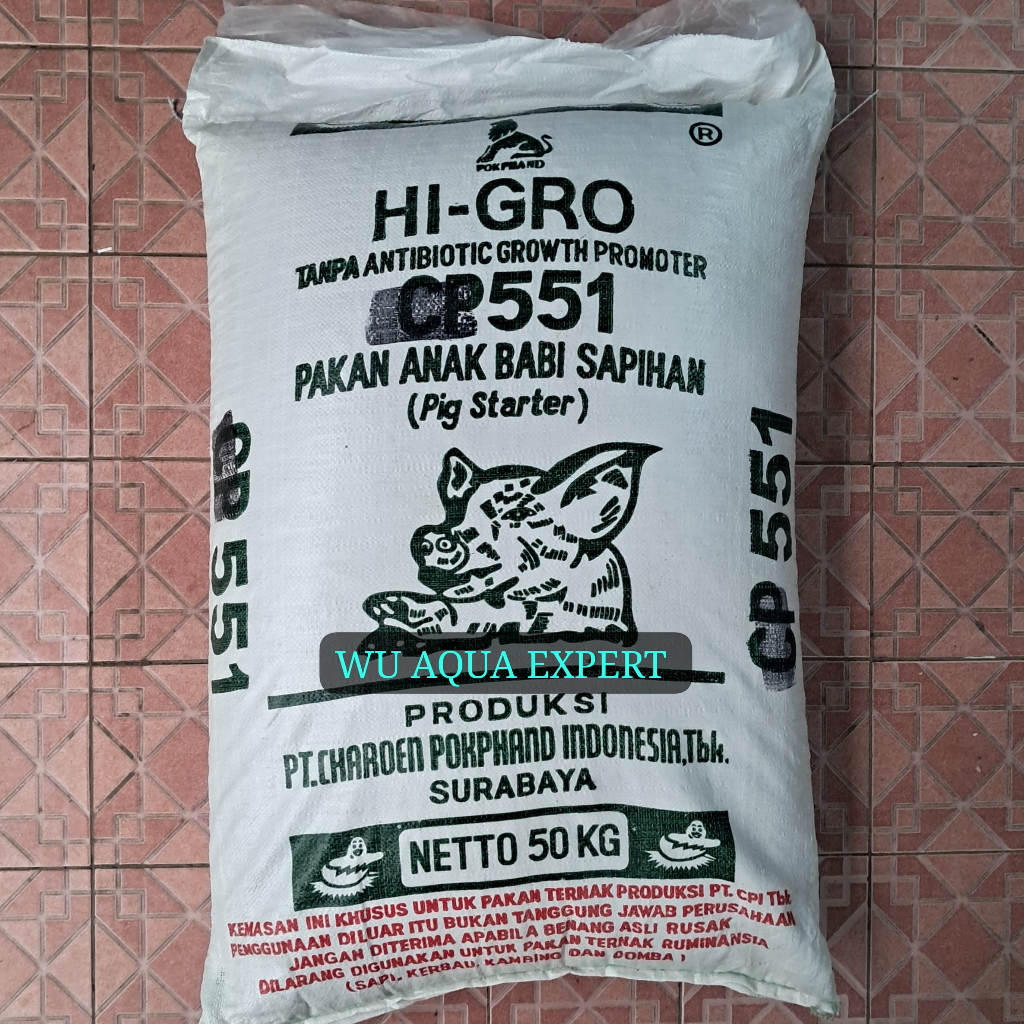 ®
POKPHAND
HI-GRO
TANPA ANTIBIOTIC GROWTH PROMOTER
CP551
PAKAN ANAK BABI SAPIHAN
(Pig Starter)
CP 551
CP 551
WU AQUA EXPERT
PRODUKSI
PT.CHAROEN POKPHAND INDONESIA,Tbk.
SURABAYA
NETTO 50 KG
KEMASAN INI KHUSUS UNTUK PAKAN TERNAK PRODUKSI PT. CPI Tbk
PENGGUNAAN DILUAR ITU BUKAN TANGGUNG JAWAB PERUSAHAAN
JANGAN DITERIMA APABILA BENANG ASLI RUSAK
DILARANG DIGUNAKAN UNTUK PAKAN TERNAK RUMINANSIA
(SAPI, KERBAU, KAMBING DAN DOMBA)